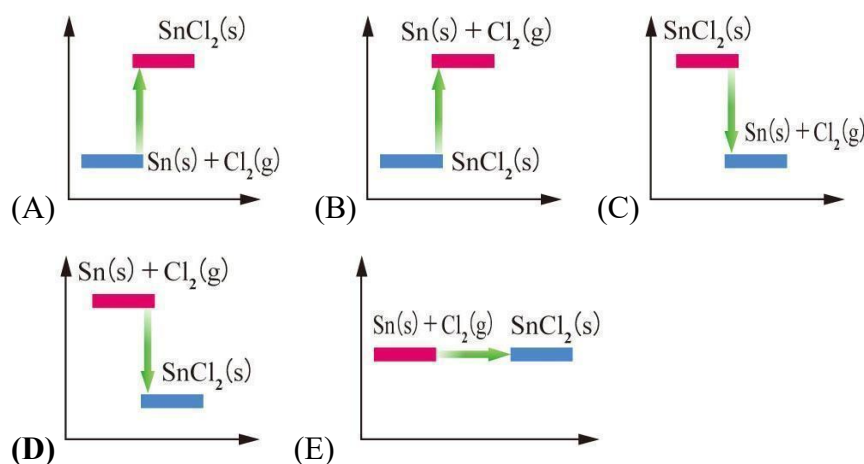 (A) SnCl₂(s)
Sn(s) + Cl₂(g)
(B) Sn(s) + Cl₂(g)
SnCl₂(s)
(C) SnCl₂(s)
Sn(s) + Cl₂(g)
(D) Sn(s) + Cl₂(g)
SnCl₂(s)
(E) Sn(s) + Cl₂(g) SnCl₂(s)